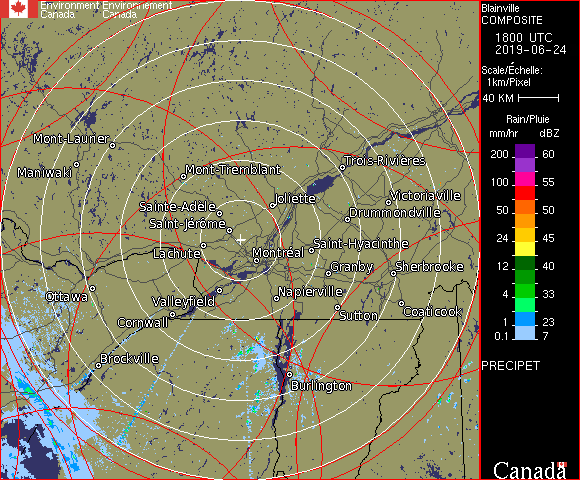 Environment Environnement
Canada Canada
Blainville
COMPOSITE
1800 UTC
2019-06-24
Scale/Échelle:
1km/Pixel
40 KM
Rain/Pluie
mm/hr dBZ
200 60
100 55
50 50
24 45
12 40
4 33
1 23
0.1 7
PRECIPET
Canada
Mont-Laurier
Maniwaki
Mont-Tremblant
Trois-Rivières
Joliette
Victoriaville
Sainte-Adèle
Drummondville
Saint-Jérôme
Lachute
Montréal
Saint-Hyacinthe
Granby
Sherbrooke
Ottawa
Valleyfield
Napierville
Cornwall
Sutton
Coaticook
Brockville
Burlington